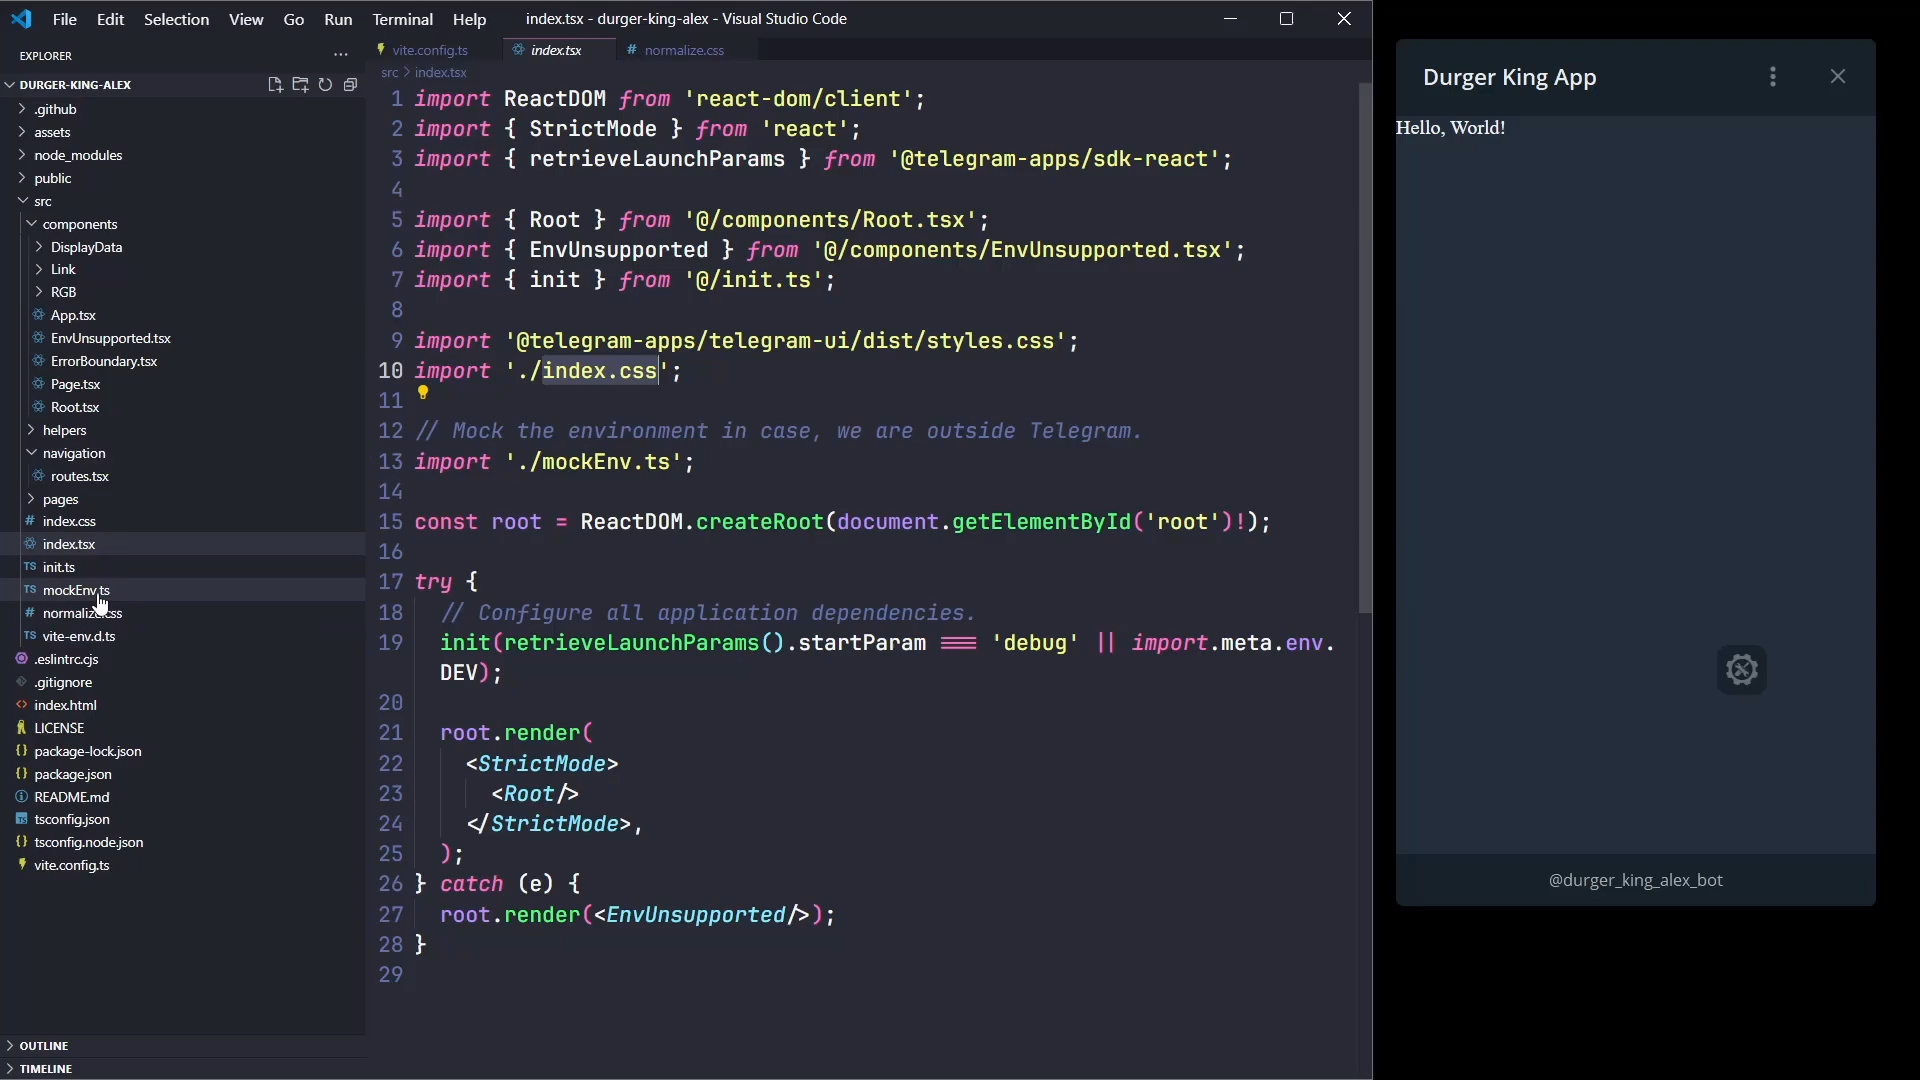 File Edit Selection View Go Run Terminal Help
index.tsx - durger-king-alex - Visual Studio Code
EXPLORER
DURGER-KING-ALEX
.github
assets
node_modules
public
src
components
DisplayData
Link
RGB
App.tsx
EnvUnsupported.tsx
ErrorBoundary.tsx
Page.tsx
Root.tsx
helpers
navigation
routes.tsx
pages
# index.css
index.tsx
TS init.ts
TS mockEnv.ts
# normalize.css
TS vite-env.d.ts
.eslintrc.cjs
.gitignore
<> index.html
LICENSE
{} package-lock.json
{} package.json
README.md
TS tsconfig.json
{} tsconfig.node.json
vite.config.ts
OUTLINE
TIMELINE
vite.config.ts index.tsx # normalize.css
src > index.tsx
1 import ReactDOM from 'react-dom/client';
2 import { StrictMode } from 'react';
3 import { retrieveLaunchParams } from '@telegram-apps/sdk-react';
4
5 import { Root } from '@/components/Root.tsx';
6 import { EnvUnsupported } from '@/components/EnvUnsupported.tsx';
7 import { init } from '@/init.ts';
8
9 import '@telegram-apps/telegram-ui/dist/styles.css';
10 import './index.css';
11
12 // Mock the environment in case, we are outside Telegram.
13 import './mockEnv.ts';
14
15 const root = ReactDOM.createRoot(document.getElementById('root')!);
16
17 try {
18 // Configure all application dependencies.
19 init(retrieveLaunchParams().startParam === 'debug' || import.meta.env.
DEV);
20
21 root.render(
22 <StrictMode>
23 <Root/>
24 </StrictMode>,
25 );
26 } catch (e) {
27 root.render(<EnvUnsupported/>);
28 }
29
Durger King App
Hello, World!
@durger_king_alex_bot